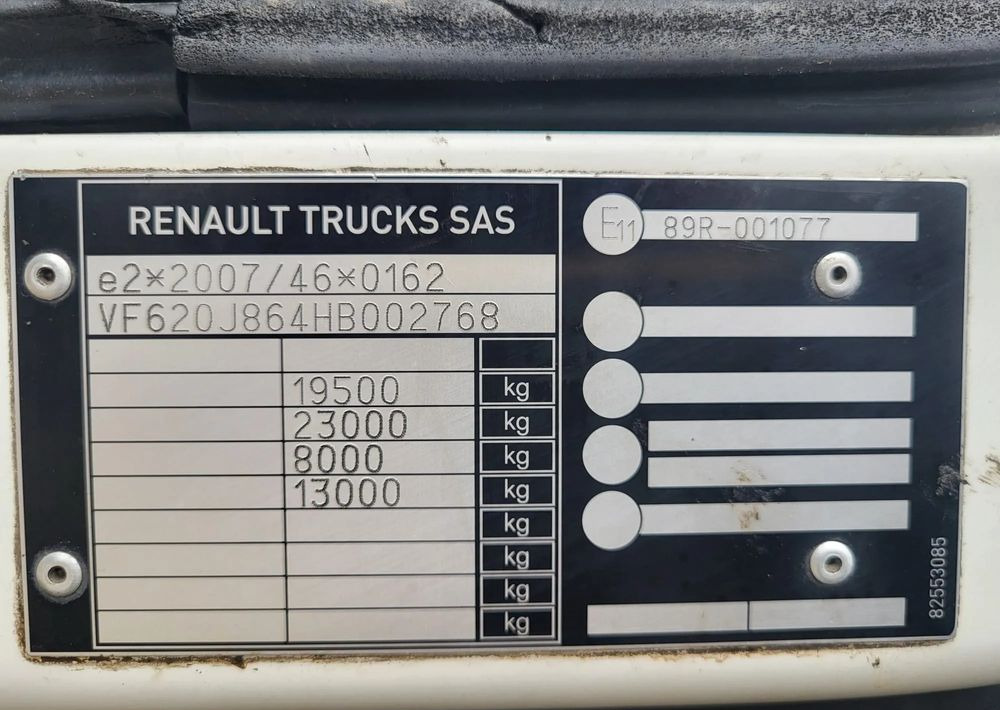 RENAULT TRUCKS SAS
e2*2007/46*0162
VF620J864HB002768
19500 kg
23000 kg
8000 kg
13000 kg
kg
kg
kg
kg
E11 89R-001077
82553085